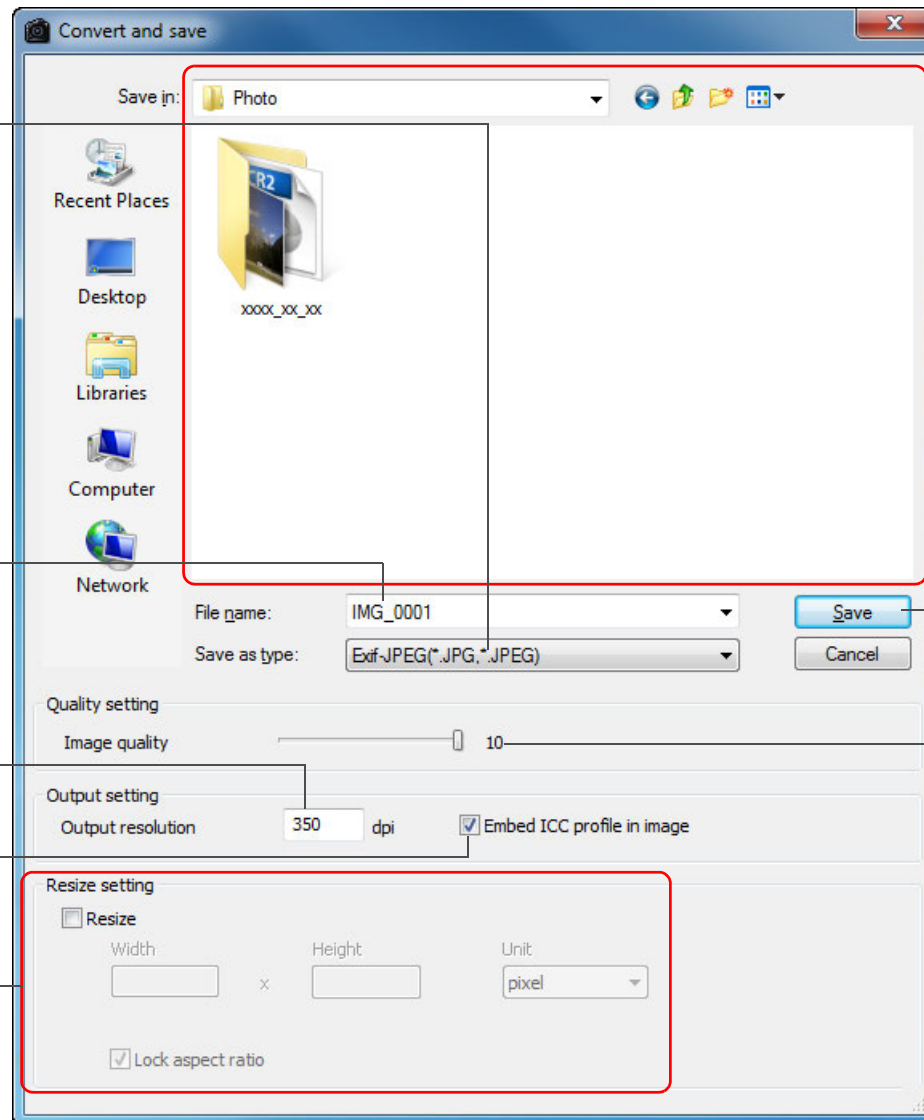 Convert and save
Save in:
Photo
Recent Places
CR2
xxxx_xx_xx
Desktop
Libraries
Computer
Network
File name:
IMG_0001
Save
Save as type:
Exif-JPEG(*.JPG,*.JPEG)
Cancel
Quality setting
Image quality
10
Output setting
Output resolution
350
dpi
Embed ICC profile in image
Resize setting
Resize
Width
Height
Unit
x
pixel
Lock aspect ratio